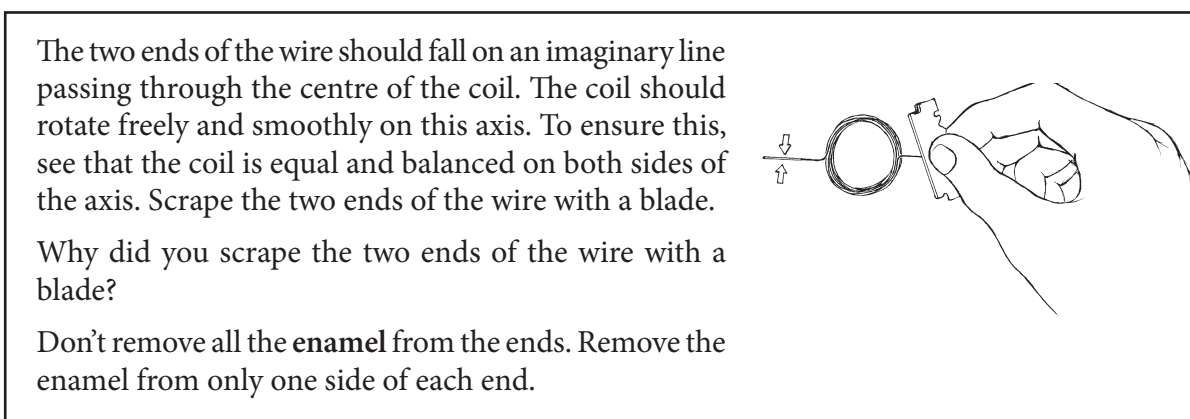 The two ends of the wire should fall on an imaginary line
passing through the centre of the coil. The coil should
rotate freely and smoothly on this axis. To ensure this,
see that the coil is equal and balanced on both sides of
the axis. Scrape the two ends of the wire with a blade.
Why did you scrape the two ends of the wire with a
blade?
Don’t remove all the enamel from the ends. Remove the
enamel from only one side of each end.